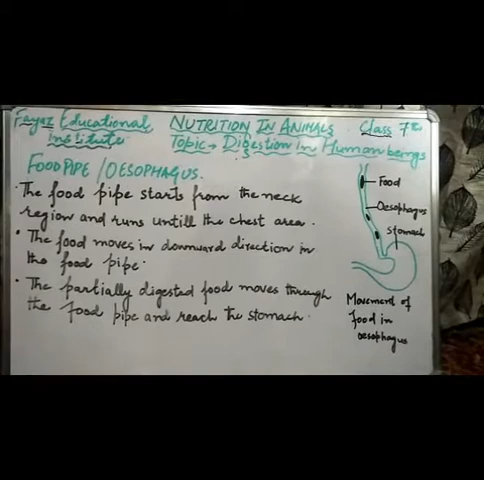 Fayaz Educational Institute
NUTRITION IN ANIMALS
Class 7th
Topic → Digestion in Human beings
FOODPIPE / OESOPHAGUS.
• The food pipe starts from the neck
region and runs untill the chest area.
• The food moves in downward direction in
the food pipe.
• The partially digested food moves through
the food pipe and reach the stomach.
Food
Oesophagus
stomach
Movement of
Food in
oesophagus